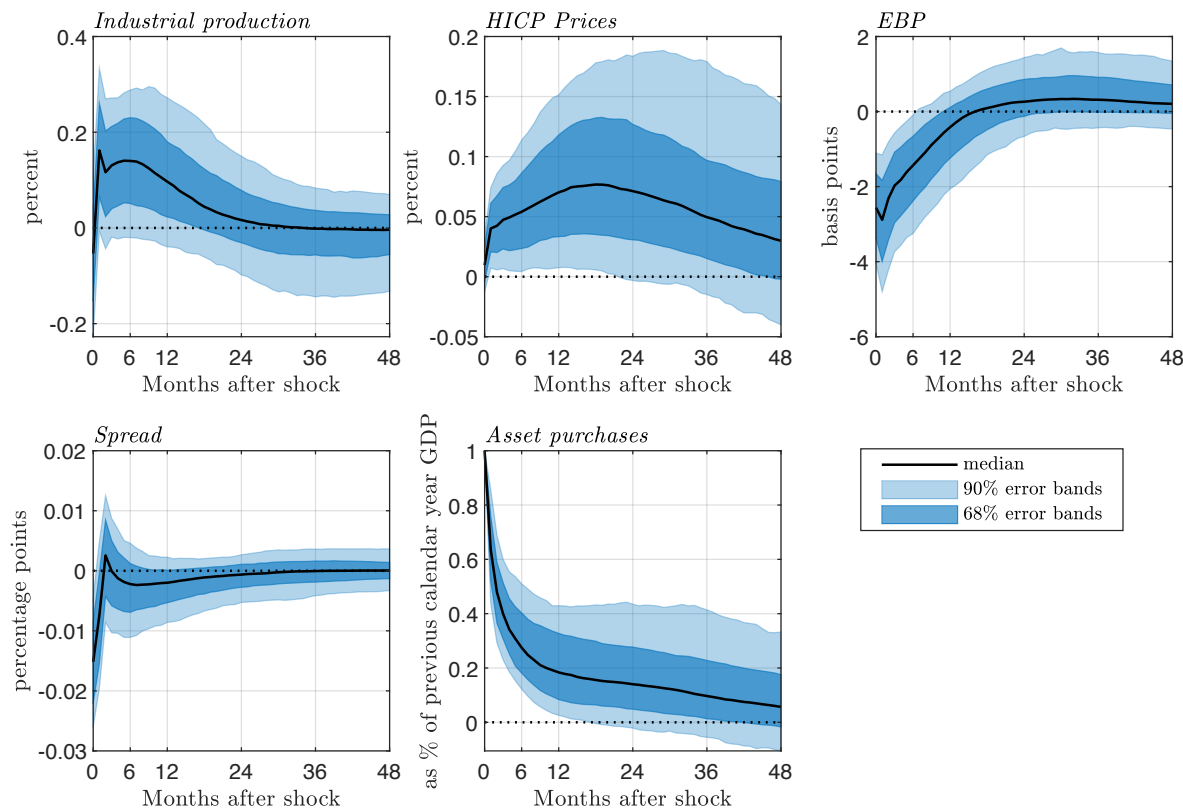 Industrial production
0.4
0.2
0
-0.2
percent
0 6 12 24 36 48
Months after shock
HICP Prices
0.2
0.15
0.1
0.05
0
-0.05
percent
0 6 12 24 36 48
Months after shock
EBP
2
0
-2
-4
-6
basis points
0 6 12 24 36 48
Months after shock
Spread
0.02
0.01
0
-0.01
-0.02
-0.03
percentage points
0 6 12 24 36 48
Months after shock
Asset purchases
1
0.8
0.6
0.4
0.2
0
as % of previous calendar year GDP
0 6 12 24 36 48
Months after shock
median
90% error bands
68% error bands